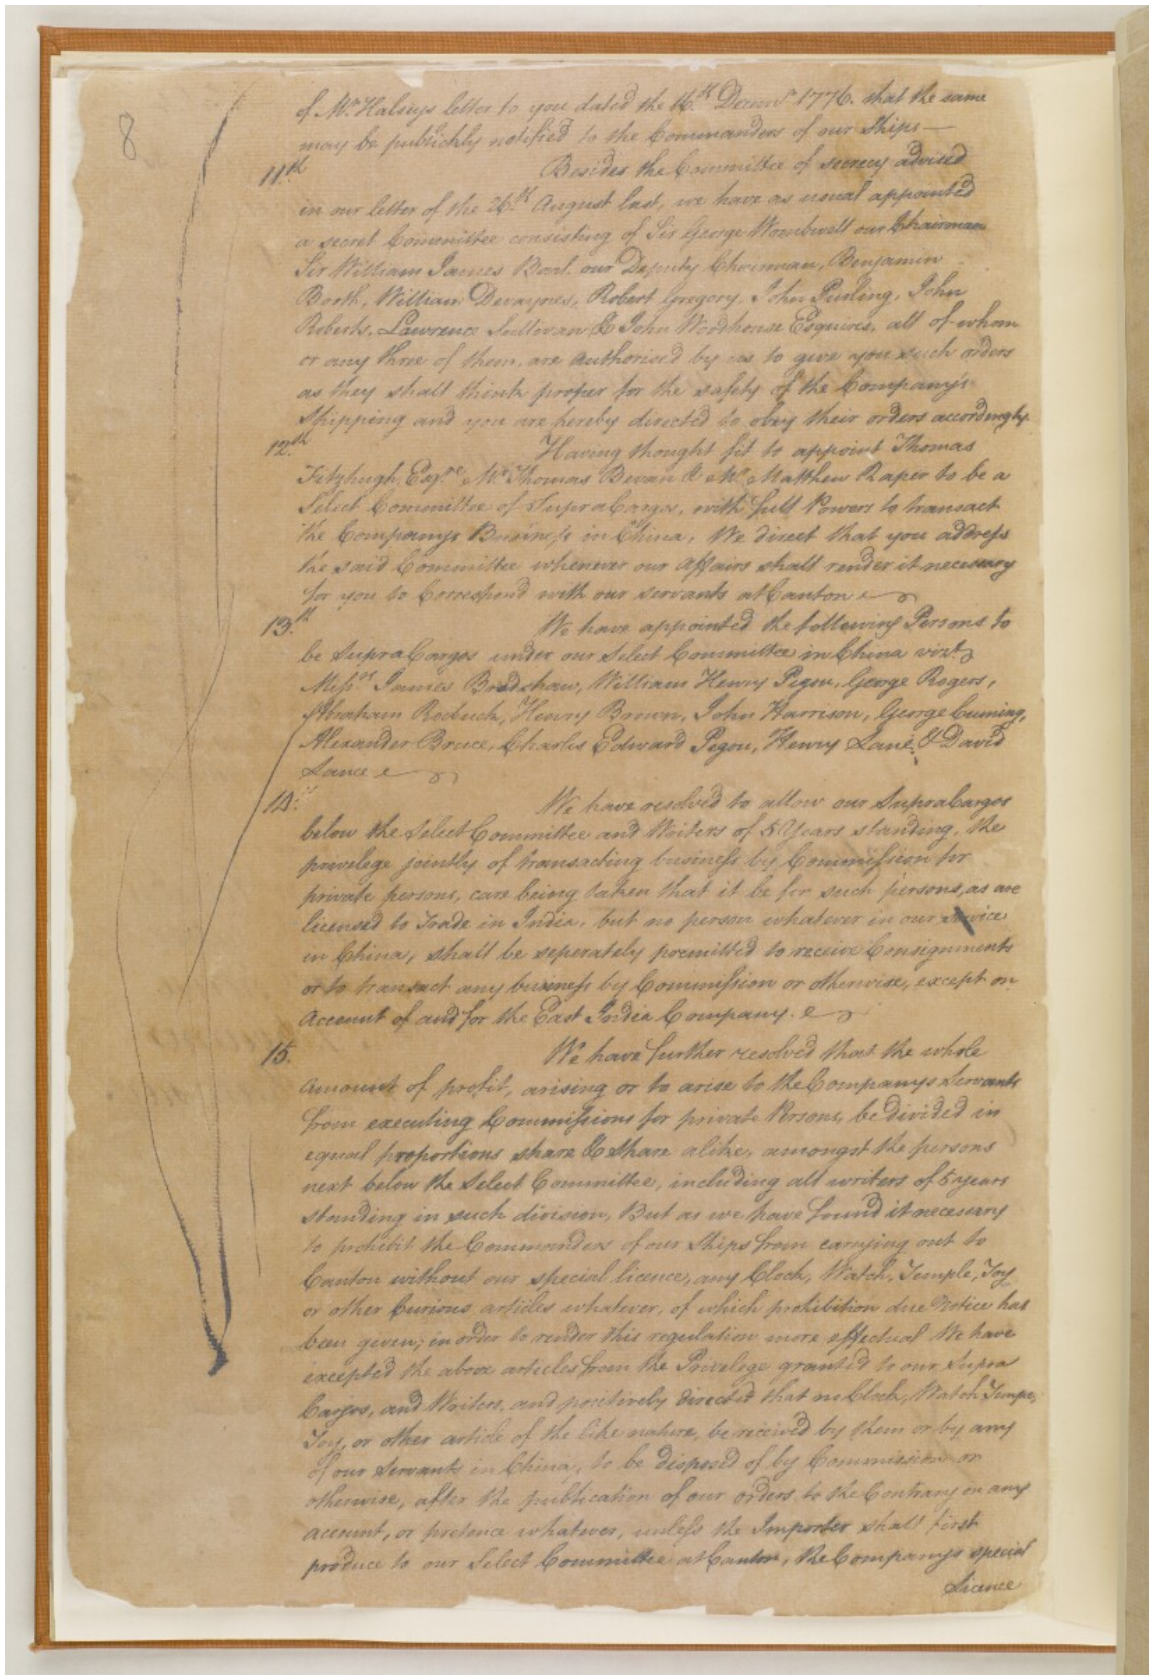 8
of Mr. Halseys letter to you dated the 16.th Decemr. 1776. that the same
may be publickly notified to the Commanders of our Ships —
11.th Besides the Committee of secrecy advised
in our letter of the 26.th August last, we have as usual appointed
a secret Committee consisting of Sir George Wombwell our Chairman
Sir William James Bart. our Deputy Chairman, Benjamin
Booth, William Devaynes, Robert Gregory, John Purling, John
Roberts, Lawrence Sullivan & John Woodhouse Esquires, all of whom
or any three of them, are authorised by us to give you such orders
as they shall think proper for the safety of the Company's
Shipping and you are hereby directed to obey their orders accordingly.
12.th Having thought fit to appoint Thomas
Fitzhugh, Esqre. Mr. Thomas Bevan & Mr. Matthew Raper to be a
Select Committee of SupraCargos, with full Powers to transact
the Companys Business in China, We direct that you address
the said Committee whenever our affairs shall render it necessary
for you to Correspond with our servants at Canton
13.th We have appointed the following Persons to
be SupraCargos under our Select Committee in China vizt.
Messrs. James Bradshaw, William Henry Pigou, George Rogers,
Abraham Roebuck, Henry Brown, John Harrison, George Cuming,
Alexander Bruce, Charles Edward Pigou, Henry Lane, & David
Lance
14.th We have resolved to allow our SupraCargos
below the Select Committee and Writers of 5 Years standing, the
privelege jointly of transacting business by Commission for
private persons, care being taken that it be for such persons, as are
licensed to Trade in India, but no person whatever in our service
in China, shall be seperately premitted to receive Consignments
or to transact any business by Commission or otherwise, except on
Account of and for the East India Company.
15. We have further resolved that the whole
amount of profit, arising or to arise to the Companys Servants
from executing Commissions for private Persons, be divided in
equal proportions share & share alike, amongst the persons
next below the Select Committee, including all writers of 5 years
standing in such division, But as we have found it necessary
to prohibit the Commanders of our Ships from carrying out to
Canton without our special licence, any Clock, Watch, Temple, Toy
or other Curious articles whatever, of which prohibition due Notice has
been given; in order to render this regulation more effectual We have
excepted the above articles from the Privelege granted to our Supra
Cargos, and Writers, and positively directed that no Clock, Watch Temple,
Toy, or other article of the like nature, be received by them or by any
of our Servants in China, to be disposed of by Commission or
otherwise, after the publication of our orders to the Contrary on any
account, or pretence whatever, unless the Importer shall first
produce to our Select Committee at Canton, the Companys special
Licence